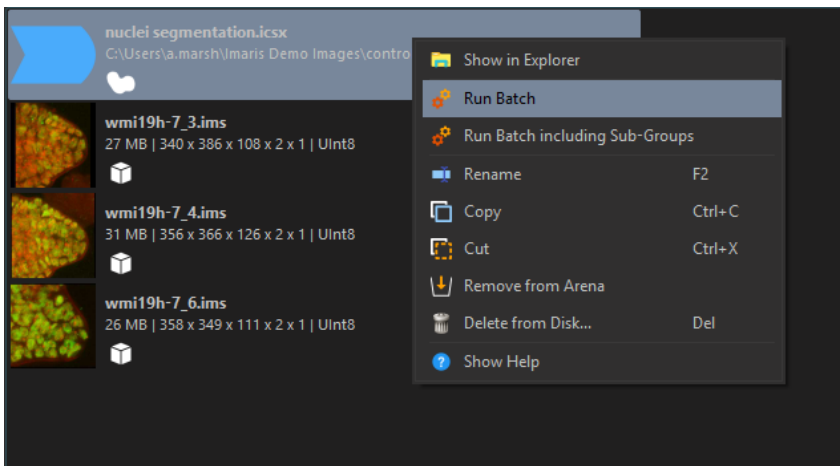 nuclei segmentation.icsx
C:\Users\a.marsh\Imaris Demo Images\contro
wmi19h-7_3.ims
27 MB | 340 x 386 x 108 x 2 x 1 | UInt8
wmi19h-7_4.ims
31 MB | 356 x 366 x 126 x 2 x 1 | UInt8
wmi19h-7_6.ims
26 MB | 358 x 349 x 111 x 2 x 1 | UInt8
Show in Explorer
Run Batch
Run Batch including Sub-Groups
Rename F2
Copy Ctrl+C
Cut Ctrl+X
Remove from Arena
Delete from Disk... Del
Show Help